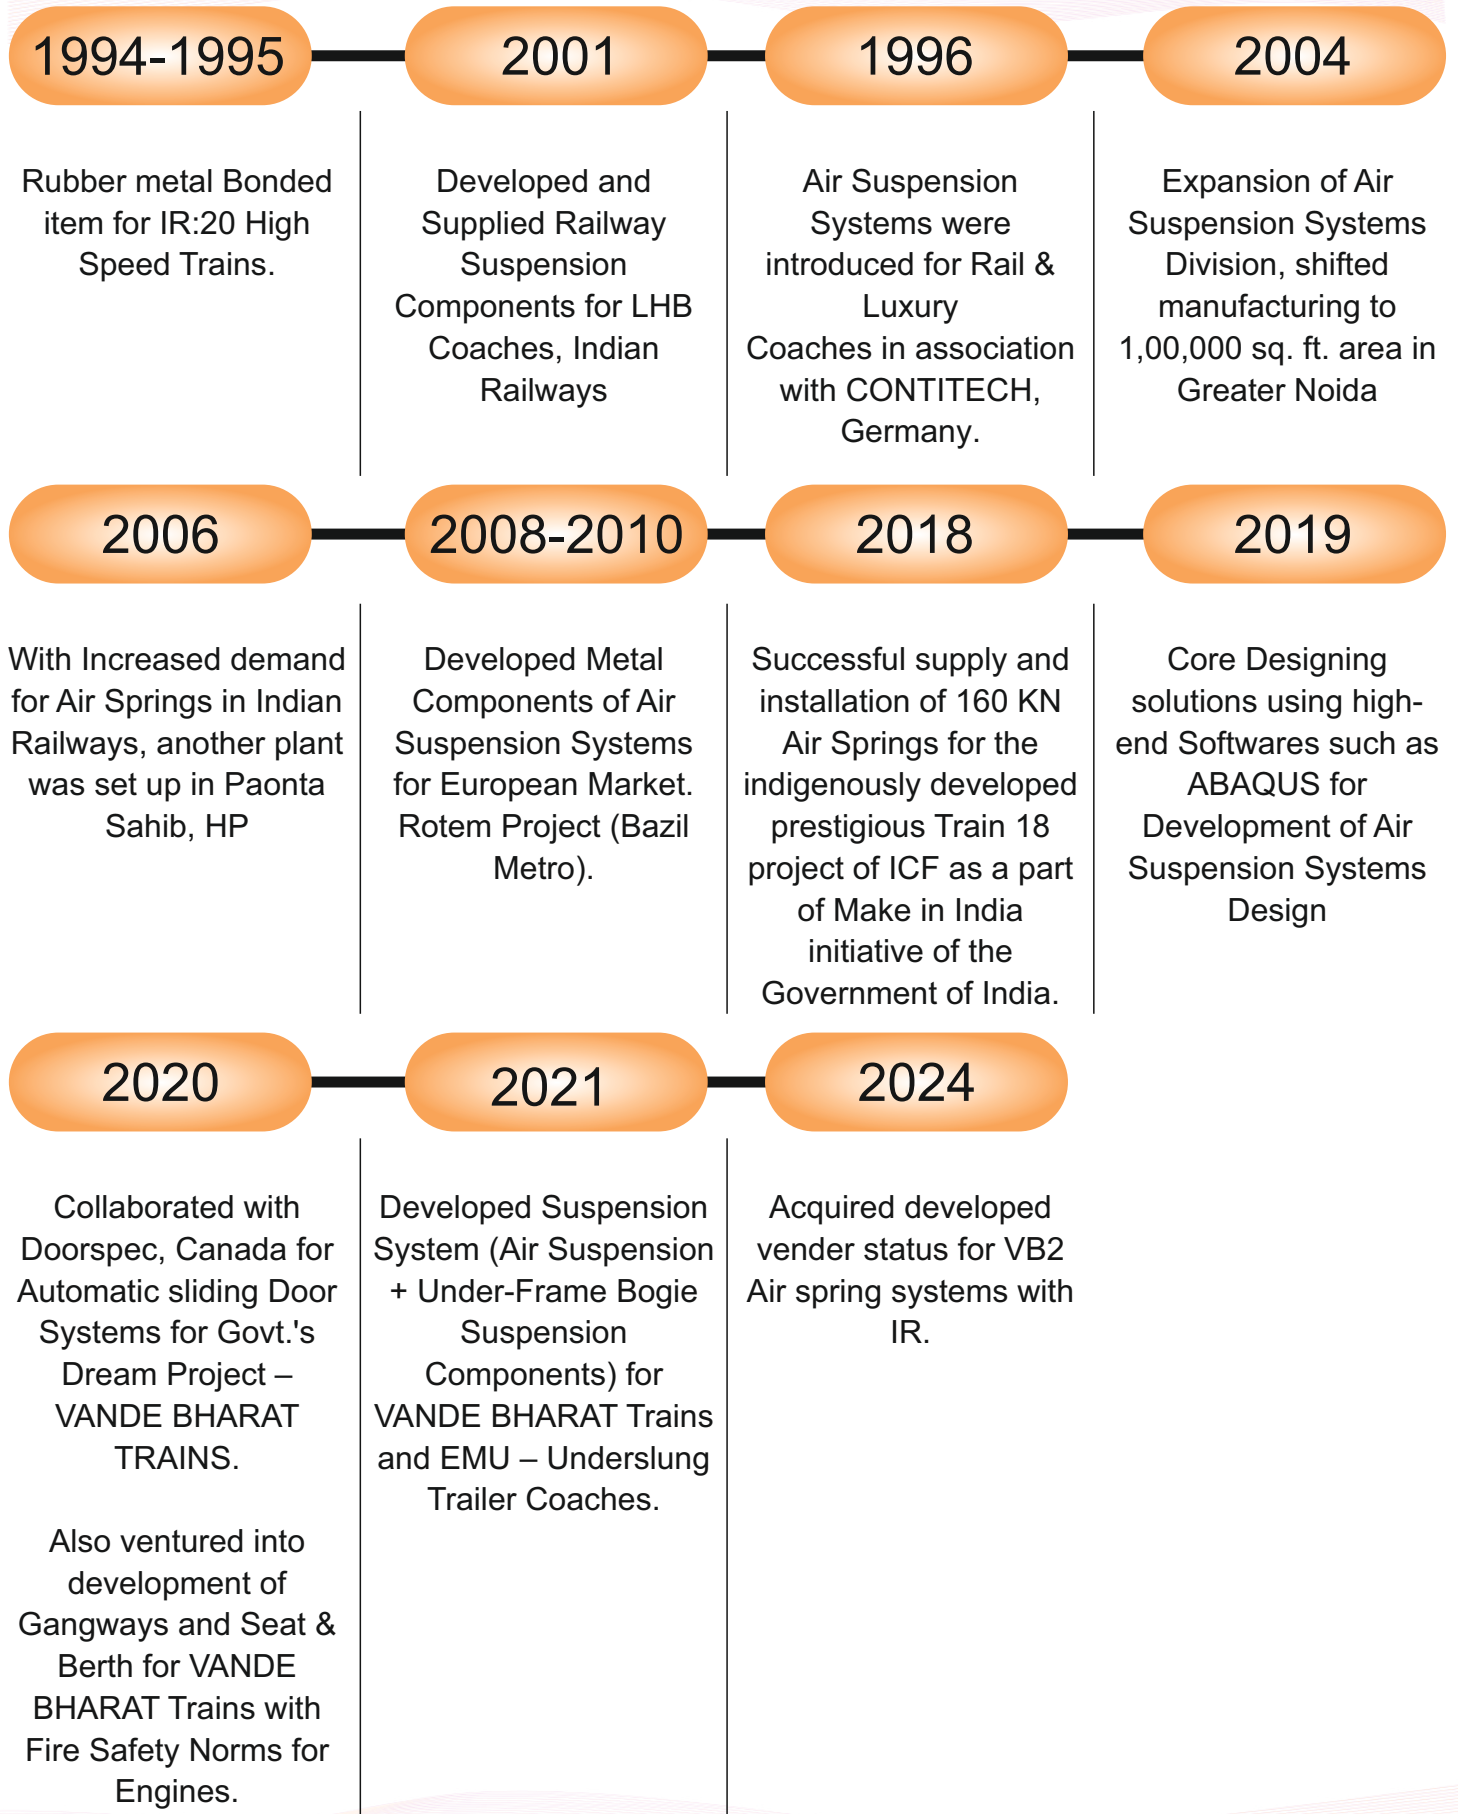 1994-1995
2001
1996
2004
Rubber metal Bonded
item for IR:20 High
Speed Trains.
Developed and
Supplied Railway
Suspension
Components for LHB
Coaches, Indian
Railways
Air Suspension
Systems were
introduced for Rail &
Luxury
Coaches in association
with CONTITECH,
Germany.
Expansion of Air
Suspension Systems
Division, shifted
manufacturing to
1,00,000 sq. ft. area in
Greater Noida
2006
2008-2010
2018
2019
With Increased demand
for Air Springs in Indian
Railways, another plant
was set up in Paonta
Sahib, HP
Developed Metal
Components of Air
Suspension Systems
for European Market.
Rotem Project (Bazil
Metro).
Successful supply and
installation of 160 KN
Air Springs for the
indigenously developed
prestigious Train 18
project of ICF as a part
of Make in India
initiative of the
Government of India.
Core Designing
solutions using high-
end Softwares such as
ABAQUS for
Development of Air
Suspension Systems
Design
2020
2021
2024
Collaborated with
Doorspec, Canada for
Automatic sliding Door
Systems for Govt.'s
Dream Project –
VANDE BHARAT
TRAINS.
Also ventured into
development of
Gangways and Seat &
Berth for VANDE
BHARAT Trains with
Fire Safety Norms for
Engines.
Developed Suspension
System (Air Suspension
+ Under-Frame Bogie
Suspension
Components) for
VANDE BHARAT Trains
and EMU – Underslung
Trailer Coaches.
Acquired developed
vender status for VB2
Air spring systems with
IR.